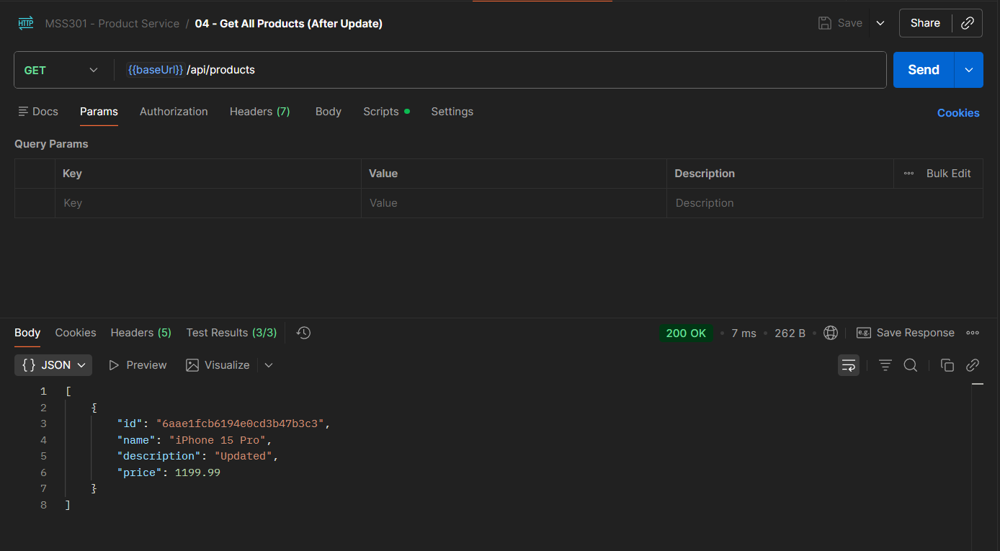 HTTP MSS301 - Product Service / 04 - Get All Products (After Update) Save Share
GET {{baseUrl}} /api/products Send
Docs Params Authorization Headers (7) Body Scripts Settings Cookies
Query Params
Key Value Description Bulk Edit
Key Value Description
Body Cookies Headers (5) Test Results (3/3) 200 OK 7 ms 262 B e.g. Save Response
{} JSON Preview Visualize
1 [
2 {
3 "id": "6aae1fcb6194e0cd3b47b3c3",
4 "name": "iPhone 15 Pro",
5 "description": "Updated",
6 "price": 1199.99
7 }
8 ]